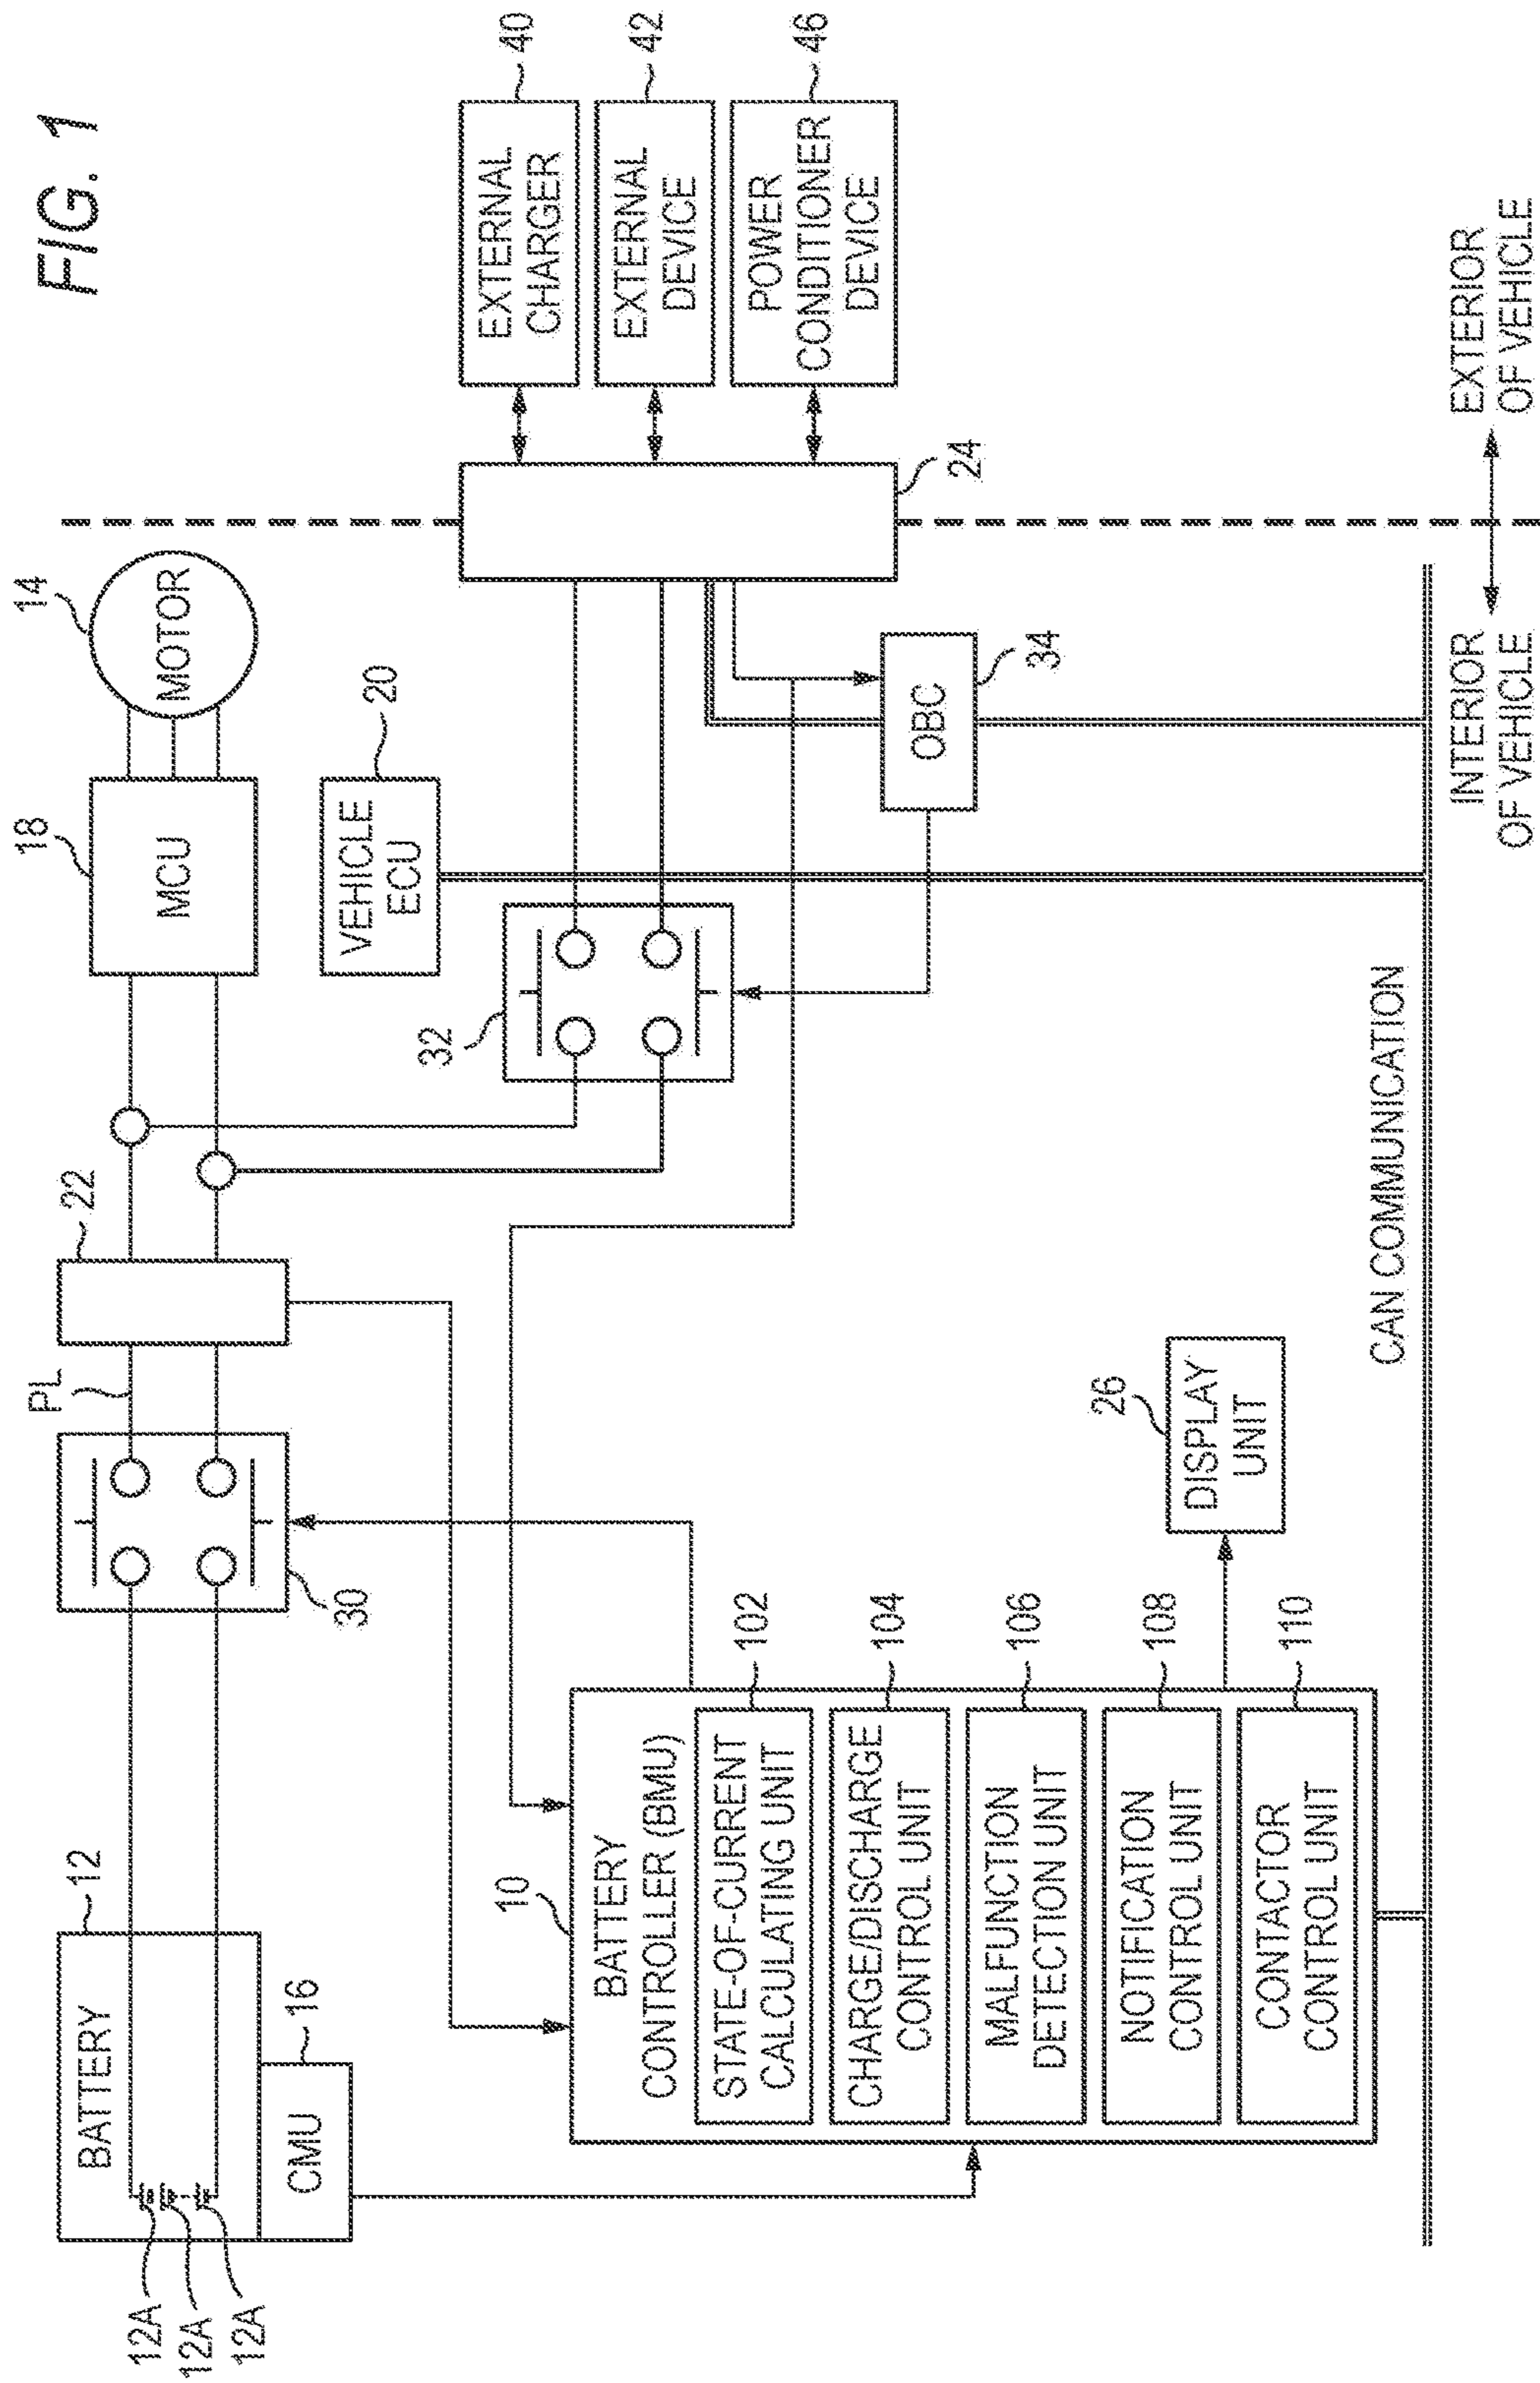 FIG. 1
BATTERY
12
12A
12A
12A
CMU
16
30
PL
22
MCU
18
MOTOR
14
VEHICLE
ECU
20
32
OBC
34
24
EXTERNAL
CHARGER
40
EXTERNAL
DEVICE
42
POWER
CONDITIONER
DEVICE
46
10
BATTERY
CONTROLLER (BMU)
STATE-OF-CURRENT
CALCULATING UNIT
102
CHARGE/DISCHARGE
CONTROL UNIT
104
MALFUNCTION
DETECTION UNIT
106
NOTIFICATION
CONTROL UNIT
108
CONTACTOR
CONTROL UNIT
110
DISPLAY
UNIT
26
CAN COMMUNICATION
INTERIOR
OF VEHICLE
EXTERIOR
OF VEHICLE